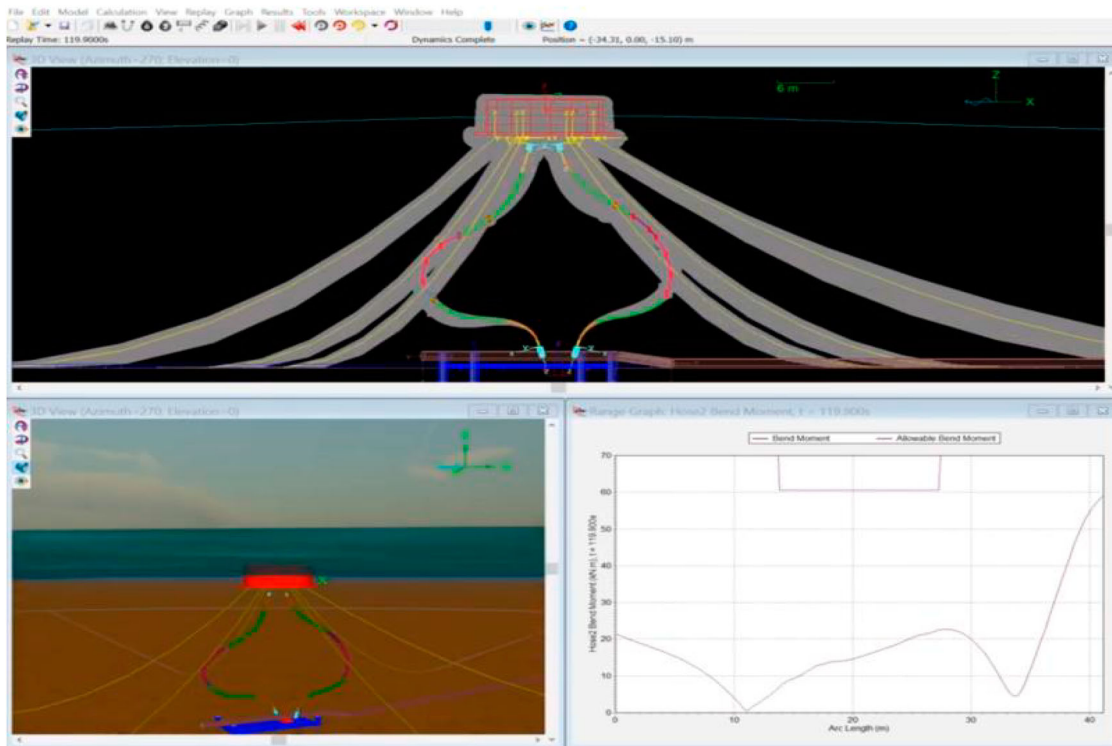 File Edit Model Calculation View Replay Graph Results Tools Workspace Window Help
Replay Time: 119.9000s Dynamics Complete Position = (-34.31, 0.00, -15.10) m
3D View (Azimuth=270; Elevation=0)
6 m
Z
X
3D View (Azimuth=270; Elevation=0)
Range Graph: Hose2 Bend Moment, t = 119.900s
Bend Moment Allowable Bend Moment
70
60
50
40
30
20
10
0
Hose2 Bend Moment (kN.m), t = 119.900s
0 10 20 30 40
Arc Length (m)